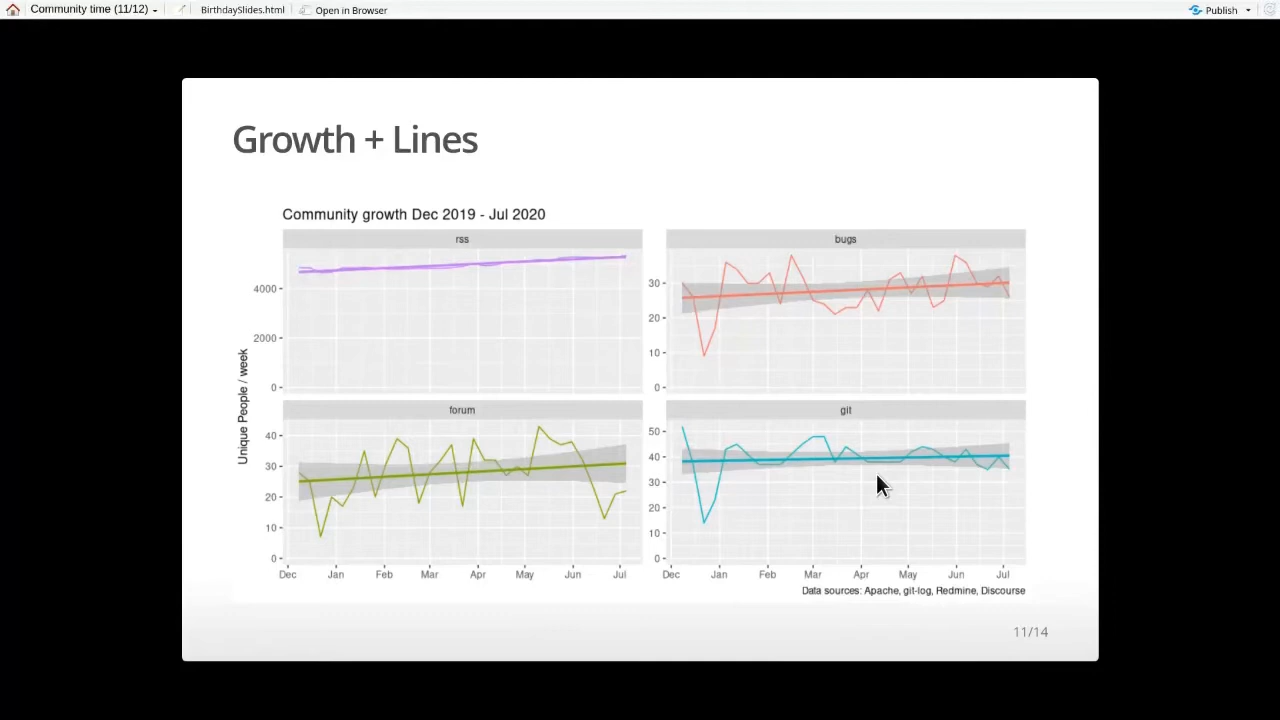 Community time (11/12)
BirthdaySlides.html
Open in Browser
Publish
Growth + Lines
Community growth Dec 2019 - Jul 2020
Unique People / week
rss
4000
2000
0
bugs
30
20
10
0
forum
40
30
20
10
0
Dec Jan Feb Mar Apr May Jun Jul
git
50
40
30
20
10
0
Dec Jan Feb Mar Apr May Jun Jul
Data sources: Apache, git-log, Redmine, Discourse
11/14